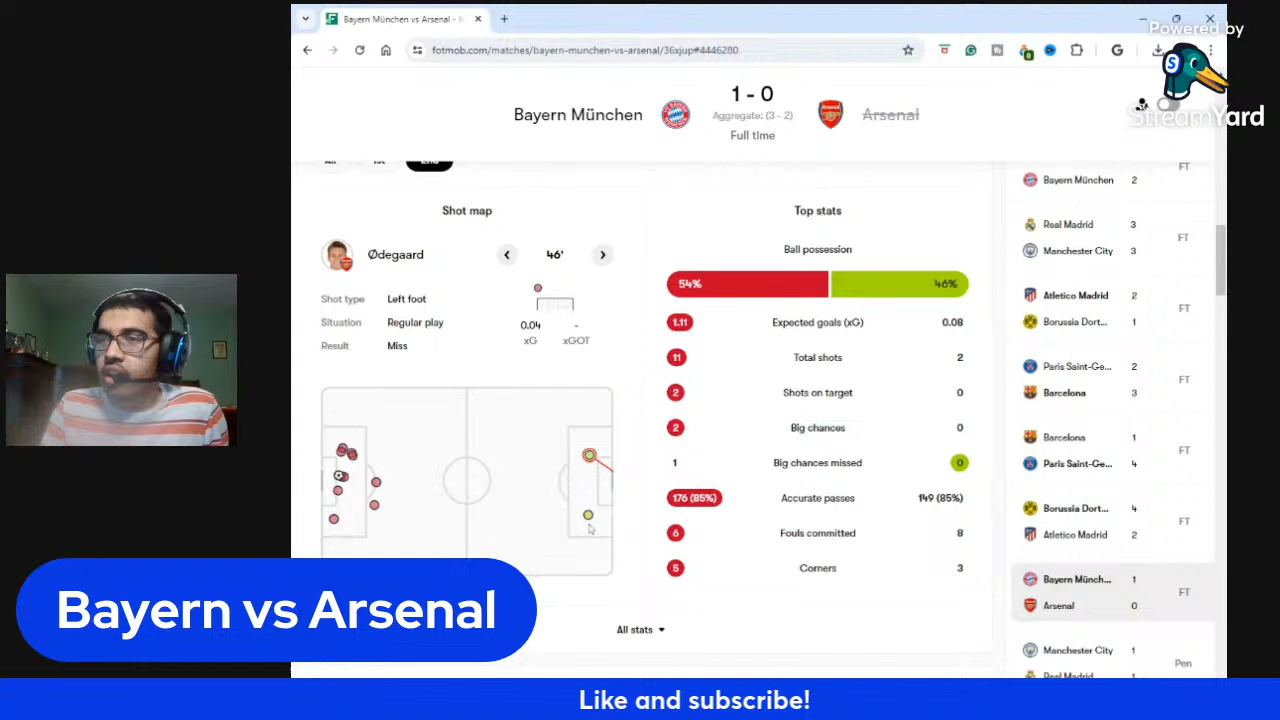 Bayern München vs Arsenal - B
fotmob.com/matches/bayern-munchen-vs-arsenal/36xjup#4446280
Powered by
StreamYard
Bayern München
1 - 0
Aggregate: (3 - 2)
Full time
Arsenal
Shot map
Ødegaard
46'
Shot type Left foot
Situation Regular play
Result Miss
0.04 -
xG xGOT
Top stats
Ball possession
54% 46%
1.11 Expected goals (xG) 0.08
11 Total shots 2
2 Shots on target 0
2 Big chances 0
1 Big chances missed 0
176 (85%) Accurate passes 149 (85%)
6 Fouls committed 8
5 Corners 3
All stats
FT
Bayern München 2
Real Madrid 3
FT
Manchester City 3
Atletico Madrid 2
FT
Borussia Dort... 1
Paris Saint-Ge... 2
FT
Barcelona 3
Barcelona 1
FT
Paris Saint-Ge... 4
Borussia Dort... 4
FT
Atletico Madrid 2
Bayern Münch... 1
FT
Arsenal 0
Manchester City 1
Pen
Real Madrid 1
Bayern vs Arsenal
Like and subscribe!